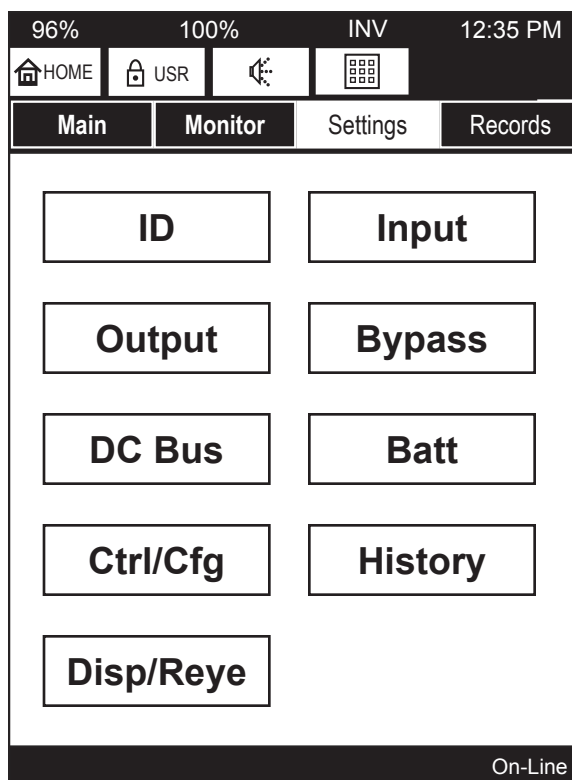 96% 100% INV 12:35 PM
HOME USR
Main Monitor Settings Records
ID Input
Output Bypass
DC Bus Batt
Ctrl/Cfg History
Disp/Reye
On-Line